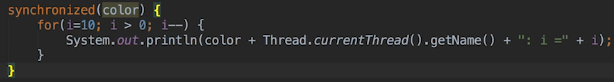 synchronized(color) {
for(i=10; i > 0; i--) {
System.out.println(color + Thread.currentThread().getName() + ": i =" + i);
}
}